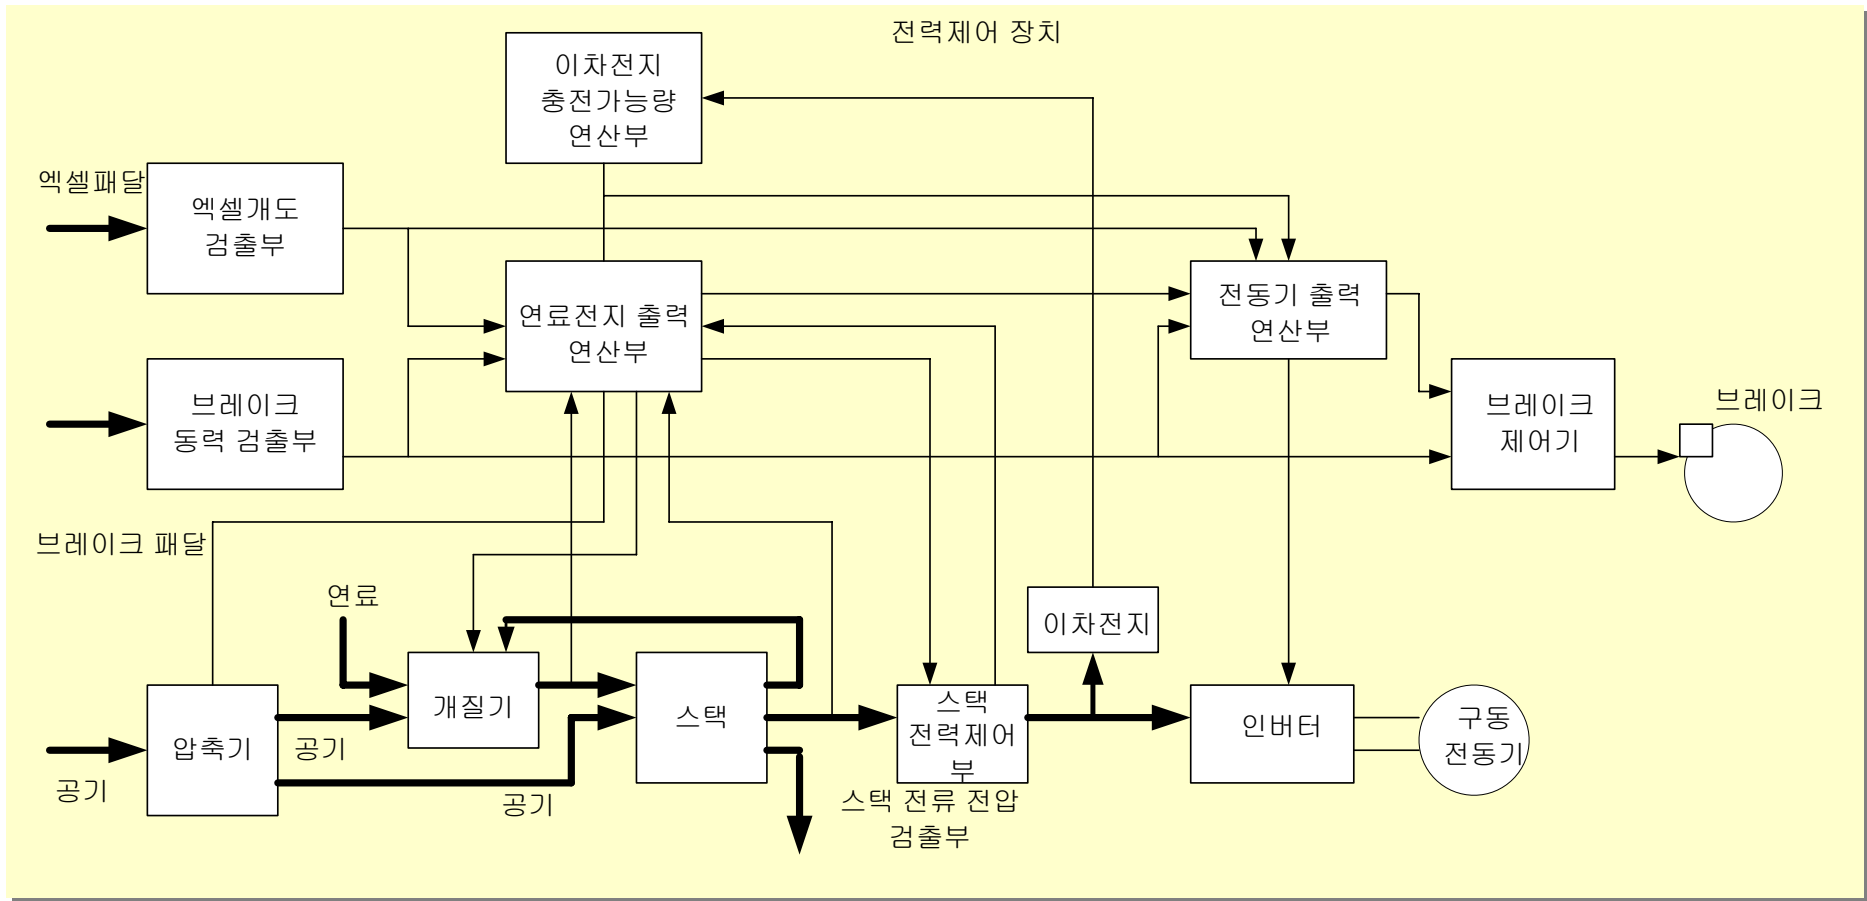 전력제어 장치
이차전지
충전가능량
연산부
엑셀패달
엑셀개도
검출부
연료전지 출력
연산부
전동기 출력
연산부
브레이크
동력 검출부
브레이크
제어기
브레이크
브레이크 패달
연료
이차전지
개질기
스택
스택
전력제어
부
인버터
구동
전동기
압축기
공기
공기
공기
스택 전류 전압
검출부